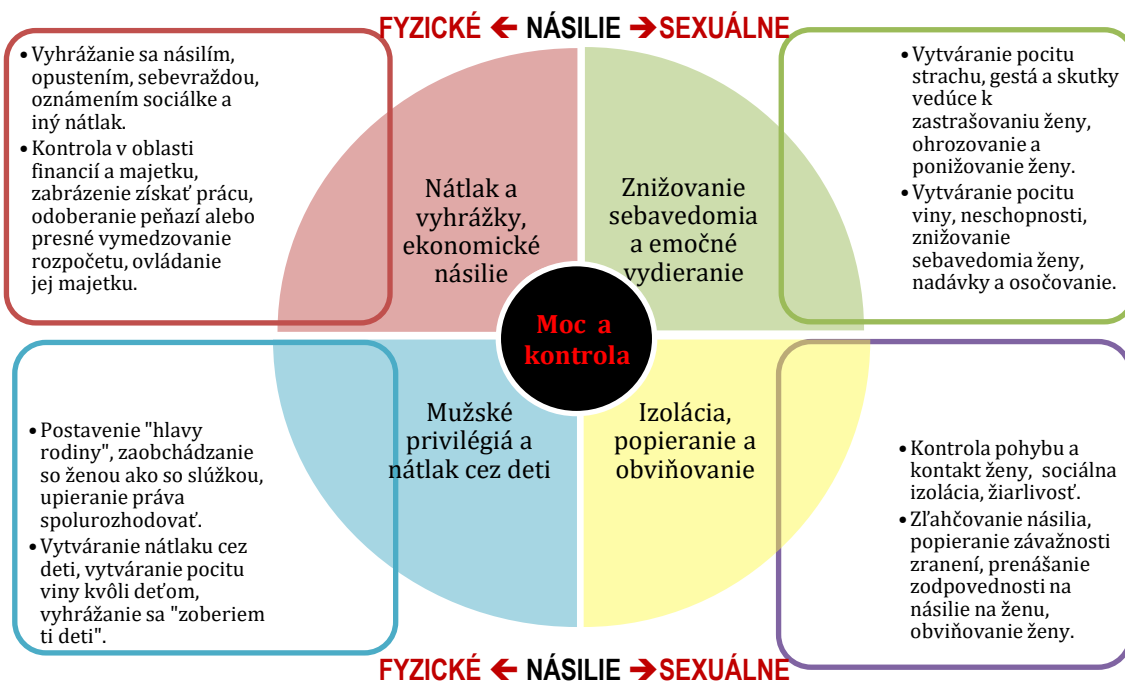 FYZICKÉ ← NÁSILIE → SEXUÁLNE
• Vyhrážanie sa násilím,
opustením, sebevraždou,
oznámením sociálke a
iný nátlak.
• Kontrola v oblasti
financií a majetku,
zabrázenie získať prácu,
odoberanie peňazí alebo
presné vymedzovanie
rozpočetu, ovládanie
jej majetku.
Nátlak a
vyhrážky,
ekonomické
násilie
Znižovanie
sebavedomia
a emočné
vydieranie
• Vytváranie pocitu
strachu, gestá a skutky
vedúce k
zastrašovaniu ženy,
ohrozovanie a
ponižovanie ženy.
• Vytváranie pocitu
viny, neschopnosti,
znižovanie
sebavedomia ženy,
nadávky a osočovanie.
Moc a
kontrola
• Postavenie "hlavy
rodiny", zaobchádzanie
so ženou ako so slúžkou,
upieranie práva
spolurozhodovať.
• Vytváranie nátlaku cez
deti, vytváranie pocitu
viny kvôli deťom,
vyhrážanie sa "zoberiem
ti deti".
Mužské
privilégiá a
nátlak cez deti
Izolácia,
popieranie a
obviňovanie
• Kontrola pohybu a
kontakt ženy, sociálna
izolácia, žiarlivosť.
• Zľahčovanie násilia,
popieranie závažnosti
zranení, prenášanie
zodpovednosti na
násilie na ženu,
obviňovanie ženy.
FYZICKÉ ← NÁSILIE → SEXUÁLNE